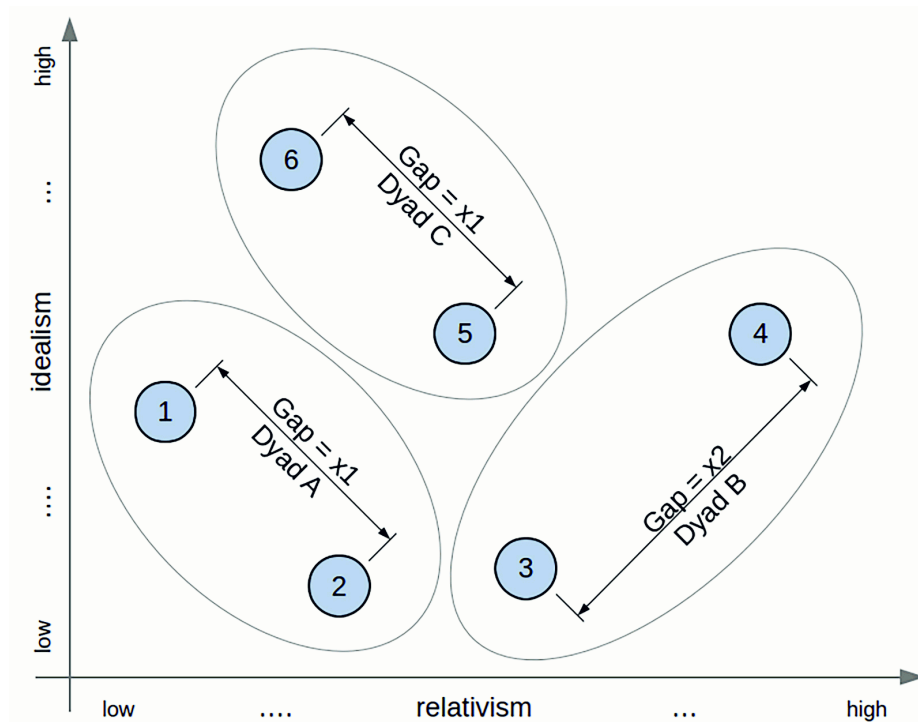 high
...
idealism
....
low
6
Gap = x1
Dyad C
5
4
1
Gap = x1
Dyad A
2
Gap = x2
Dyad B
3
low
....
relativism
...
high